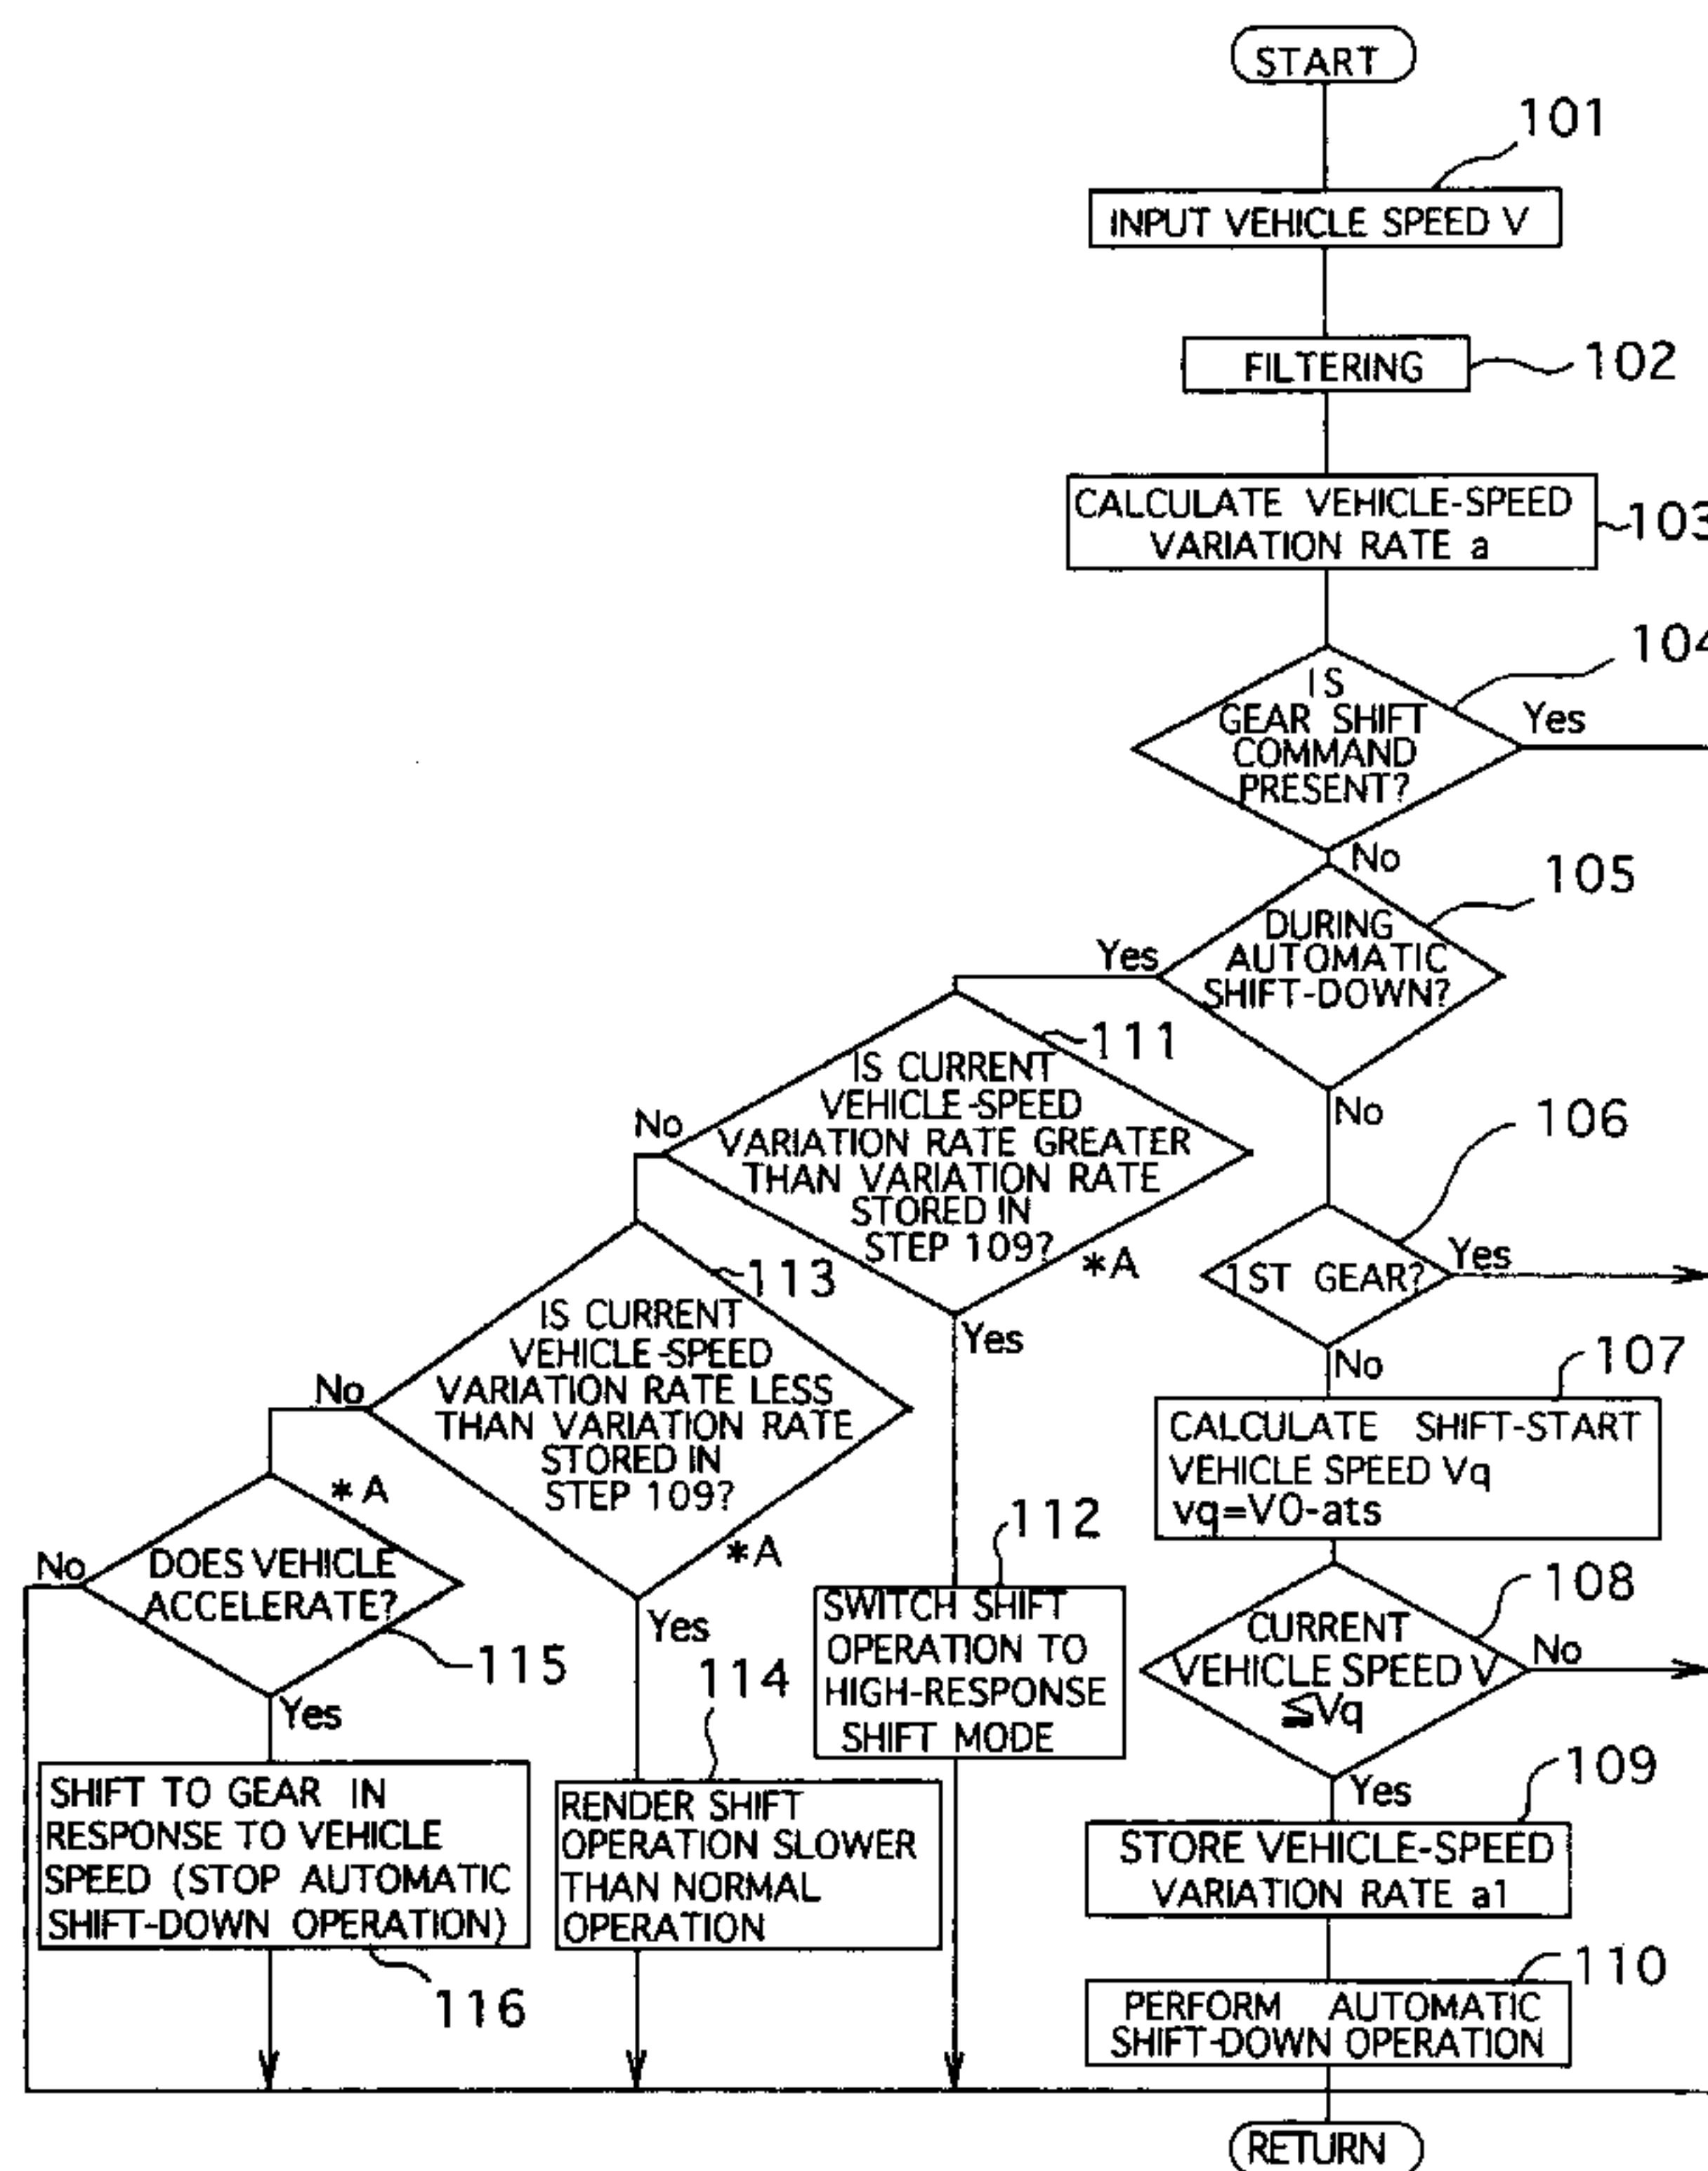 START
101
INPUT VEHICLE SPEED V
FILTERING
102
CALCULATE VEHICLE-SPEED
VARIATION RATE a
103
104
IS
GEAR SHIFT
COMMAND
PRESENT?
Yes
No
105
DURING
AUTOMATIC
SHIFT-DOWN?
Yes
No
111
IS CURRENT
VEHICLE-SPEED
VARIATION RATE GREATER
THAN VARIATION RATE
STORED IN
STEP 109?
*A
No
Yes
106
1ST GEAR?
Yes
No
113
IS CURRENT
VEHICLE-SPEED
VARIATION RATE LESS
THAN VARIATION RATE
STORED IN
STEP 109?
*A
No
Yes
107
CALCULATE SHIFT-START
VEHICLE SPEED Vq
vq=V0-ats
*A
DOES VEHICLE
ACCELERATE?
No
115
Yes
112
SWITCH SHIFT
OPERATION TO
HIGH-RESPONSE
SHIFT MODE
108
CURRENT
VEHICLE SPEED V
≦Vq
No
Yes
114
RENDER SHIFT
OPERATION SLOWER
THAN NORMAL
OPERATION
SHIFT TO GEAR IN
RESPONSE TO VEHICLE
SPEED (STOP AUTOMATIC
SHIFT-DOWN OPERATION)
116
109
STORE VEHICLE-SPEED
VARIATION RATE a1
110
PERFORM AUTOMATIC
SHIFT-DOWN OPERATION
RETURN